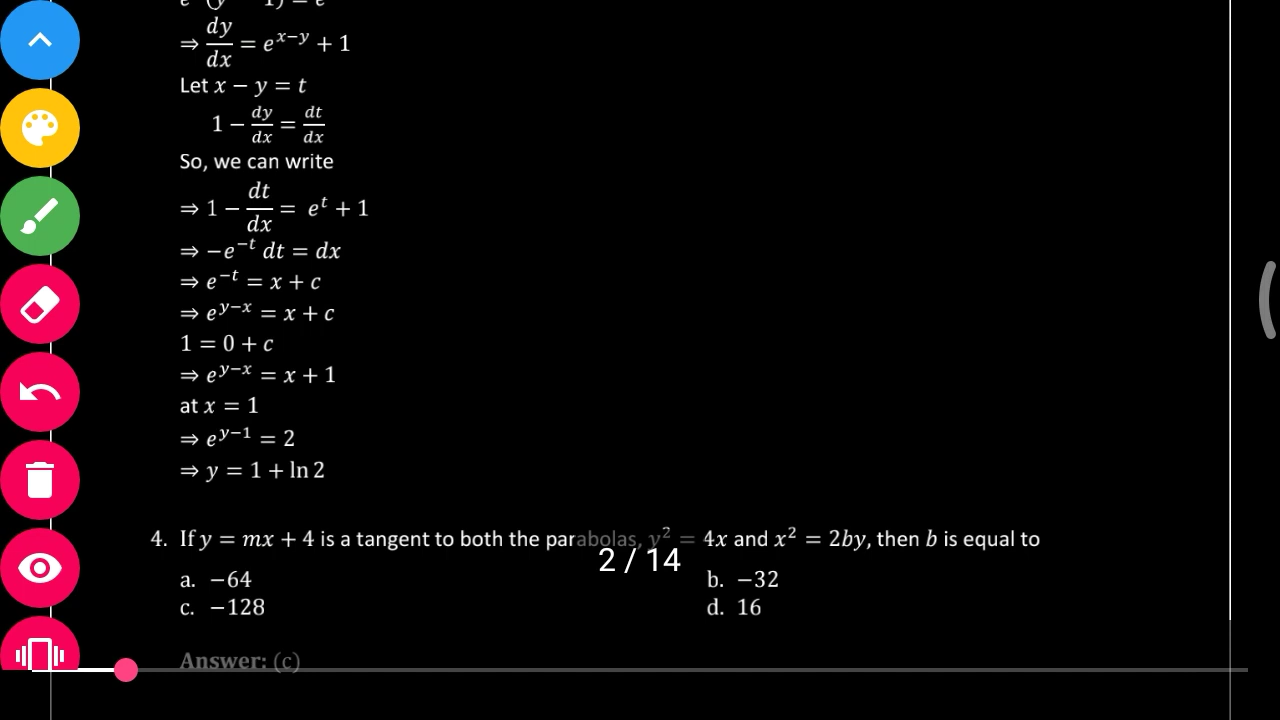 ⇒ dy/dx = e^(x−y) + 1
Let x − y = t
1 − dy/dx = dt/dx
So, we can write
⇒ 1 − dt/dx = e^t + 1
⇒ −e^(−t) dt = dx
⇒ e^(−t) = x + c
⇒ e^(y−x) = x + c
1 = 0 + c
⇒ e^(y−x) = x + 1
at x = 1
⇒ e^(y−1) = 2
⇒ y = 1 + ln 2
4. If y = mx + 4 is a tangent to both the parabolas, y² = 4x and x² = 2by, then b is equal to
2 / 14
a. −64 b. −32
c. −128 d. 16
Answer: (c)